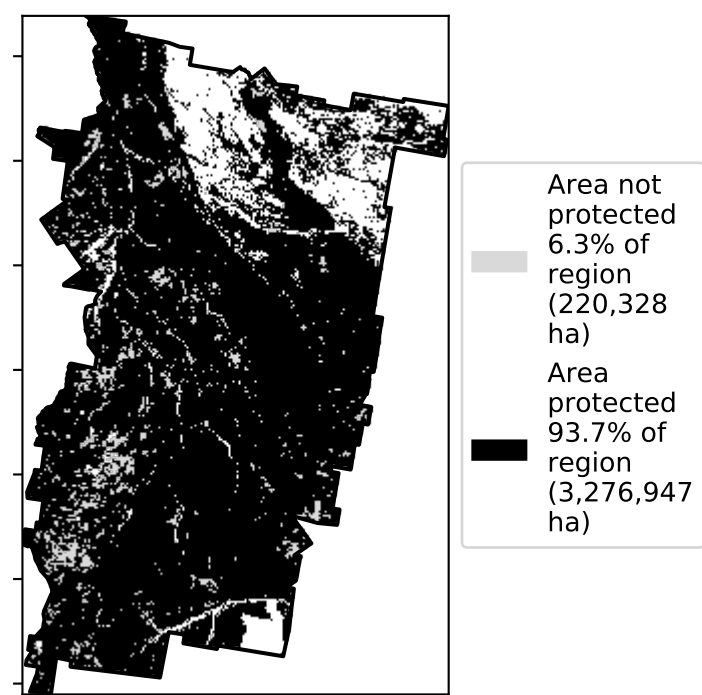 Area not
protected
6.3% of
region
(220,328
ha)
Area
protected
93.7% of
region
(3,276,947
ha)